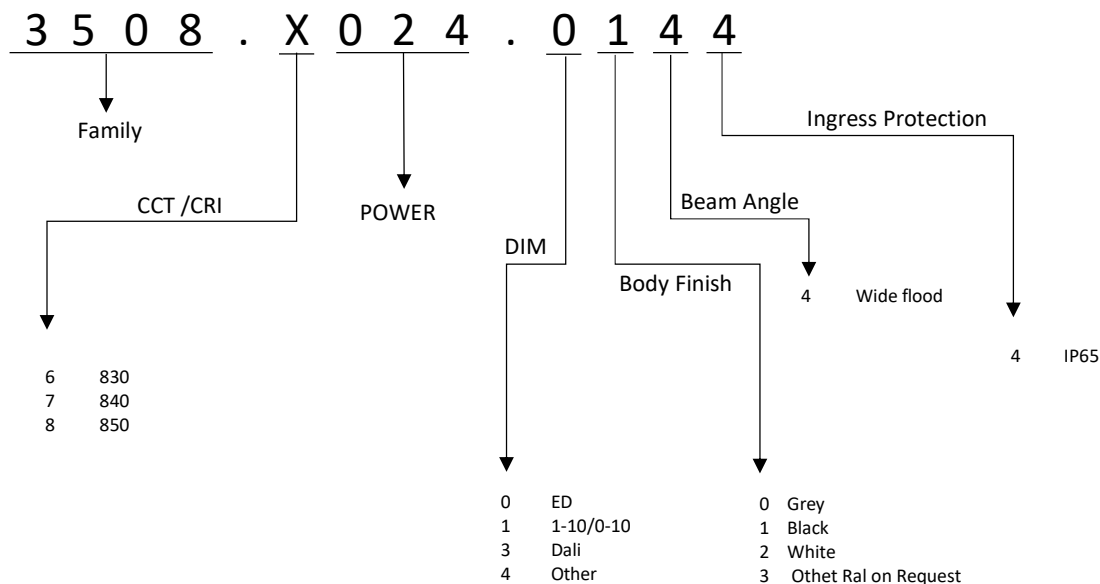 3 5 0 8 . X 0 2 4 . 0 1 4 4
Family
Ingress Protection
CCT /CRI
POWER
Beam Angle
DIM
Body Finish
4 Wide flood
4 IP65
6 830
7 840
8 850
0 ED
1 1-10/0-10
3 Dali
4 Other
0 Grey
1 Black
2 White
3 Othet Ral on Request